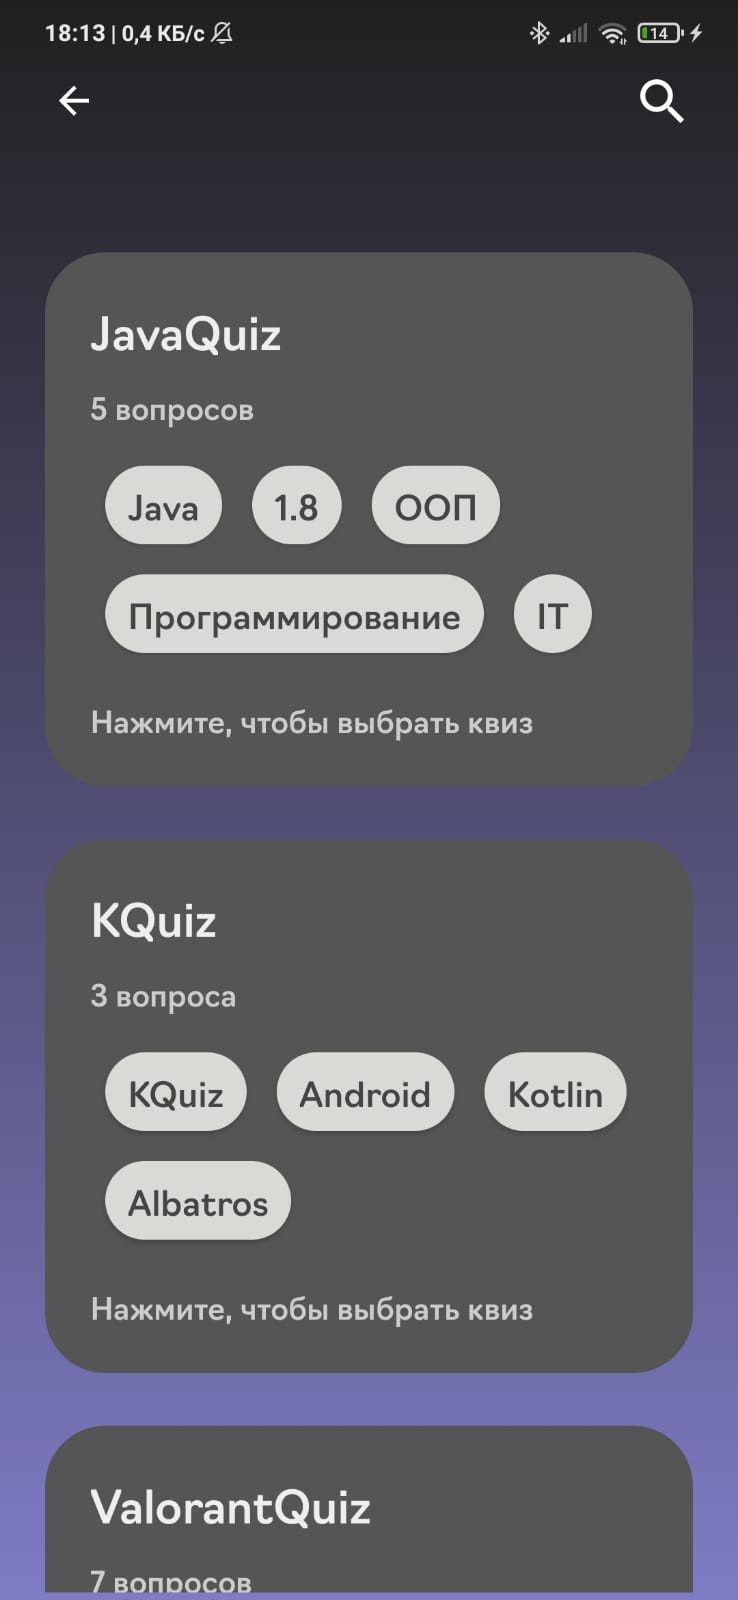 18:13 | 0,4 КБ/с
14
JavaQuiz
5 вопросов
Java 1.8 ООП
Программирование IT
Нажмите, чтобы выбрать квиз
KQuiz
3 вопроса
KQuiz Android Kotlin
Albatros
Нажмите, чтобы выбрать квиз
ValorantQuiz
7 вопросов